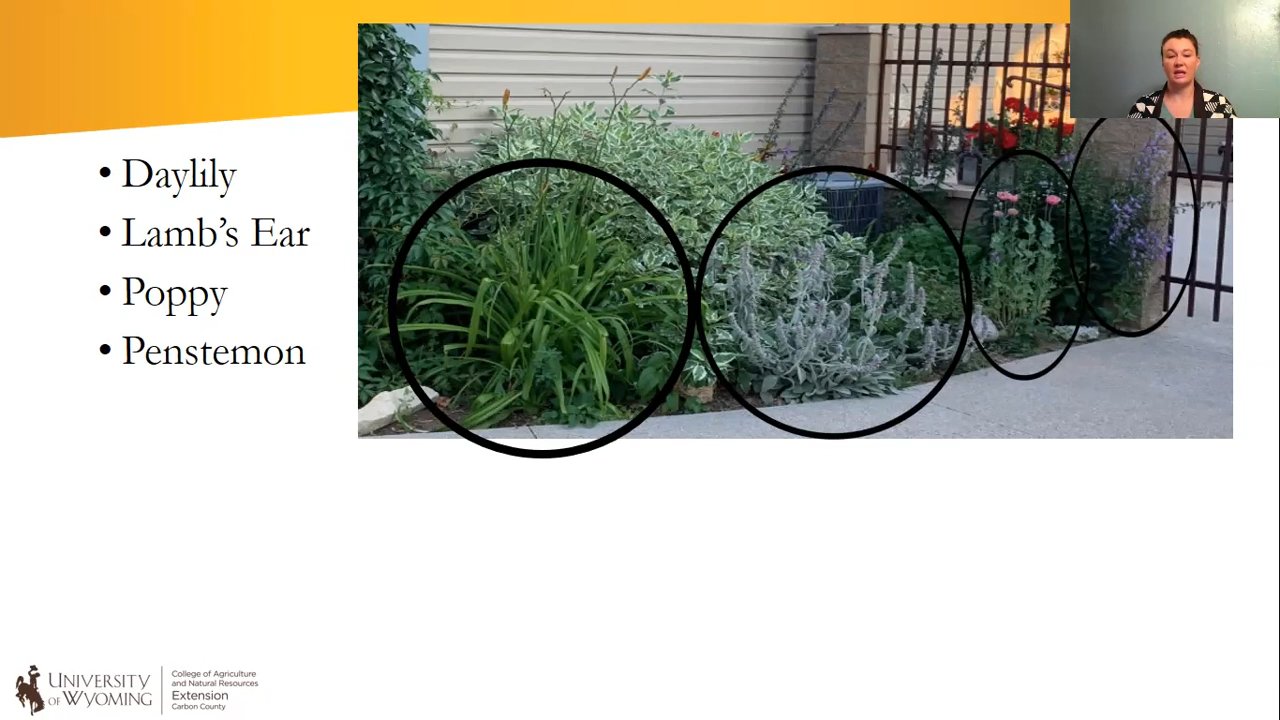 • Daylily
• Lamb's Ear
• Poppy
• Penstemon
UNIVERSITY
OF WYOMING
College of Agriculture
and Natural Resources
Extension
Carbon County